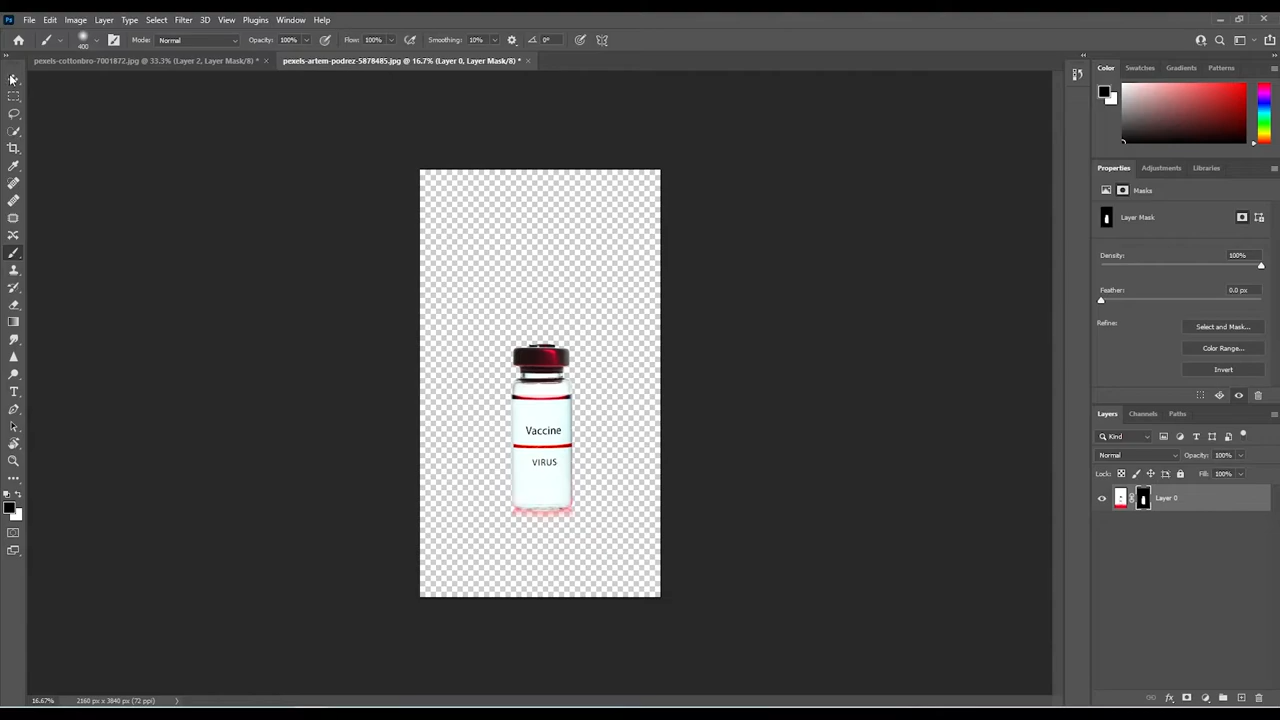 Ps File Edit Image Layer Type Select Filter 3D View Plugins Window Help
400 Mode: Normal Opacity: 100% Flow: 100% Smoothing: 10% 0°
pexels-cottonbro-7001872.jpg @ 33.3% (Layer 2, Layer Mask/8) * × pexels-artem-podrez-5878485.jpg @ 16.7% (Layer 0, Layer Mask/8) * ×
Color Swatches Gradients Patterns
Properties Adjustments Libraries
Masks
Layer Mask
Density: 100%
Feather: 0.0 px
Refine: Select and Mask...
Color Range...
Invert
Layers Channels Paths
Kind
Normal Opacity: 100%
Lock: Fill: 100%
Layer 0
Vaccine
VIRUS
16.67% 2160 px x 3840 px (72 ppi)